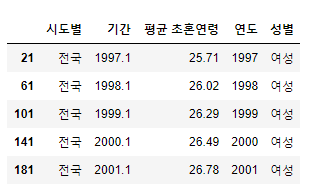 시도별 기간 평균 초혼연령 연도 성별
21 전국 1997.1 25.71 1997 여성
61 전국 1998.1 26.02 1998 여성
101 전국 1999.1 26.29 1999 여성
141 전국 2000.1 26.49 2000 여성
181 전국 2001.1 26.78 2001 여성